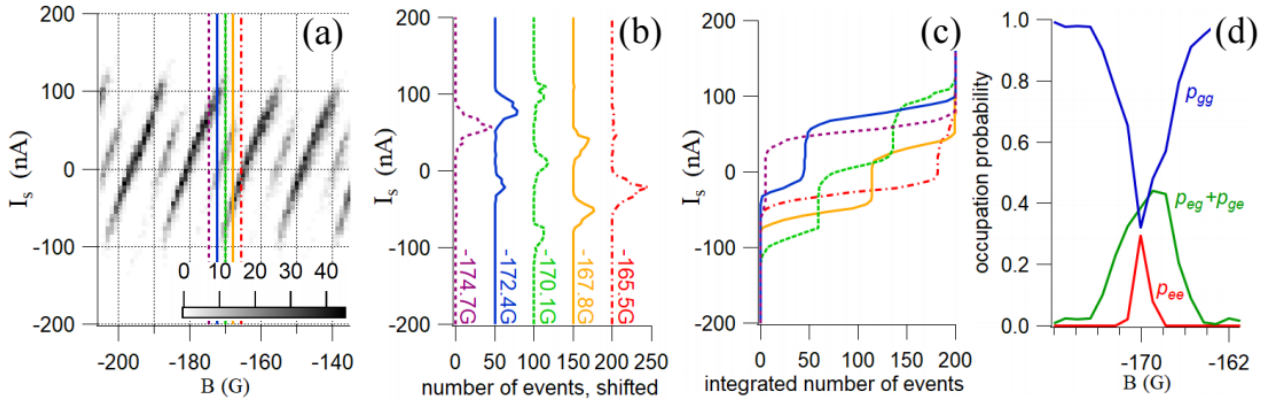 (a)
200
100
0
-100
-200
I_s (nA)
0 10 20 30 40
-200 -180 -160 -140
B (G)
(b)
200
100
0
-100
-200
I_s (nA)
-174.7G
-172.4G
-170.1G
-167.8G
-165.5G
0 50 100 150 200 250
number of events, shifted
(c)
200
100
0
-100
-200
I_s (nA)
0 50 100 150 200
integrated number of events
(d)
1.0
0.8
0.6
0.4
0.2
0.0
occupation probability
p_gg
p_eg+p_ge
p_ee
-170 -162
B (G)